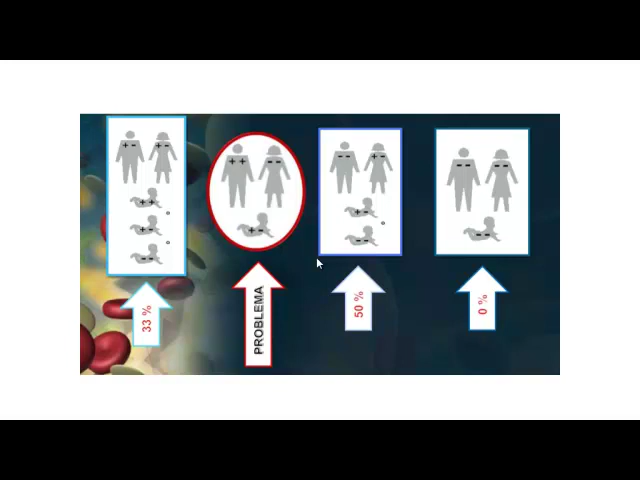 + - + -
+ +
+ -
- -
+ + - -
+ -
- - + -
+ -
- -
- - - -
- -
33 %
PROBLEMA
50 %
0 %